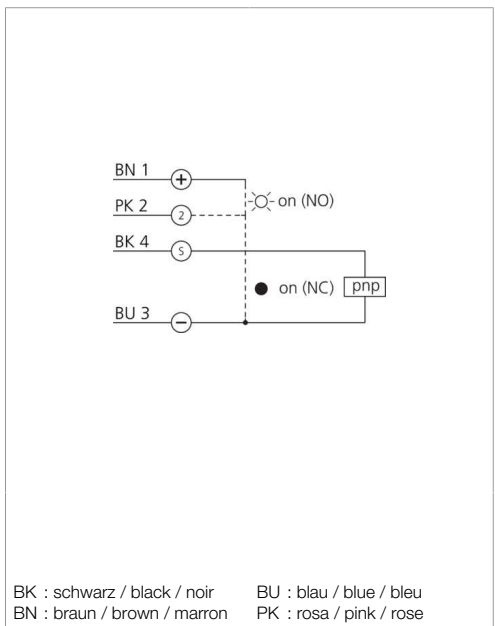 BN 1
+
PK 2
2
on (NO)
BK 4
S
on (NC)
pnp
BU 3
−
BK : schwarz / black / noir
BU : blau / blue / bleu
BN : braun / brown / marron
PK : rosa / pink / rose